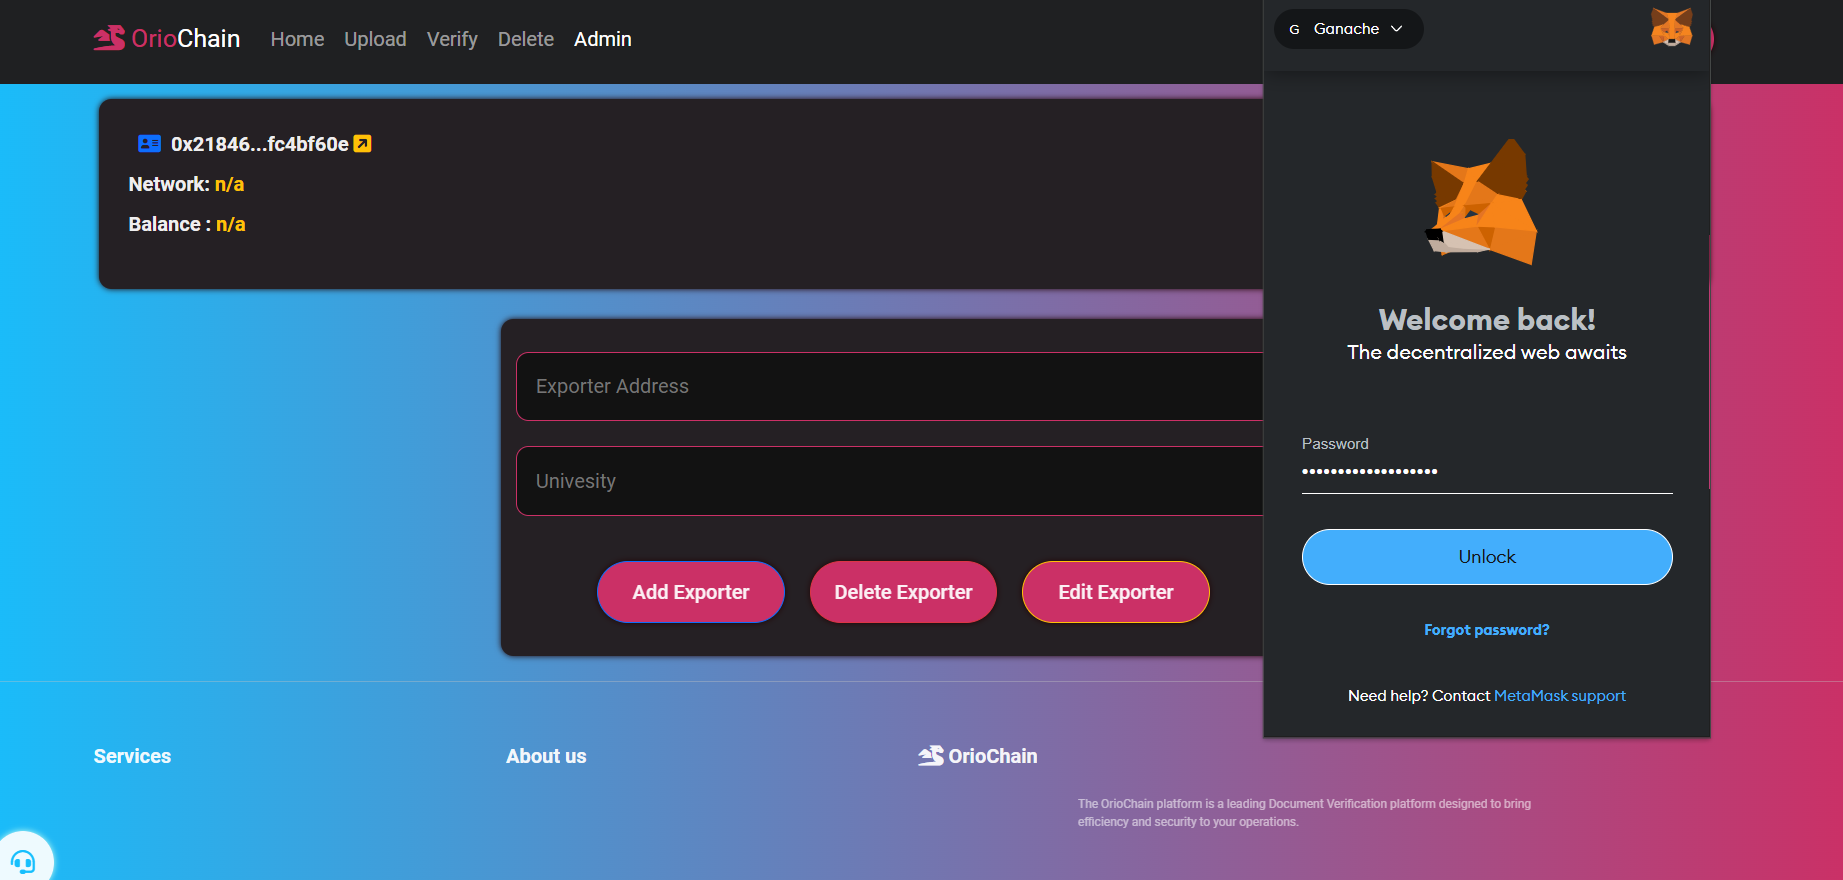 OrioChain Home Upload Verify Delete Admin
G Ganache
0x21846...fc4bf60e
Network: n/a
Balance : n/a
Welcome back!
The decentralized web awaits
Exporter Address
Univesity
Password
•••••••••••••••••••
Add Exporter Delete Exporter Edit Exporter
Unlock
Forgot password?
Need help? Contact MetaMask support
Services
About us
OrioChain
The OrioChain platform is a leading Document Verification platform designed to bring
efficiency and security to your operations.